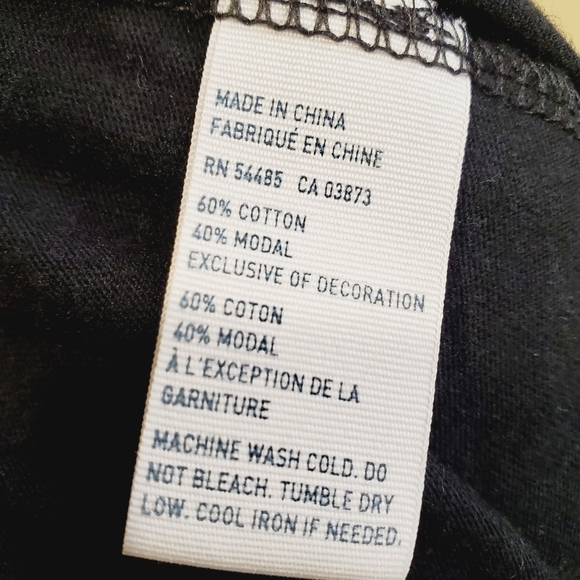 MADE IN CHINA
FABRIQUÉ EN CHINE
RN 54485 CA 03873
60% COTTON
40% MODAL
EXCLUSIVE OF DECORATION
60% COTON
40% MODAL
À L'EXCEPTION DE LA
GARNITURE
MACHINE WASH COLD. DO
NOT BLEACH. TUMBLE DRY
LOW. COOL IRON IF NEEDED.